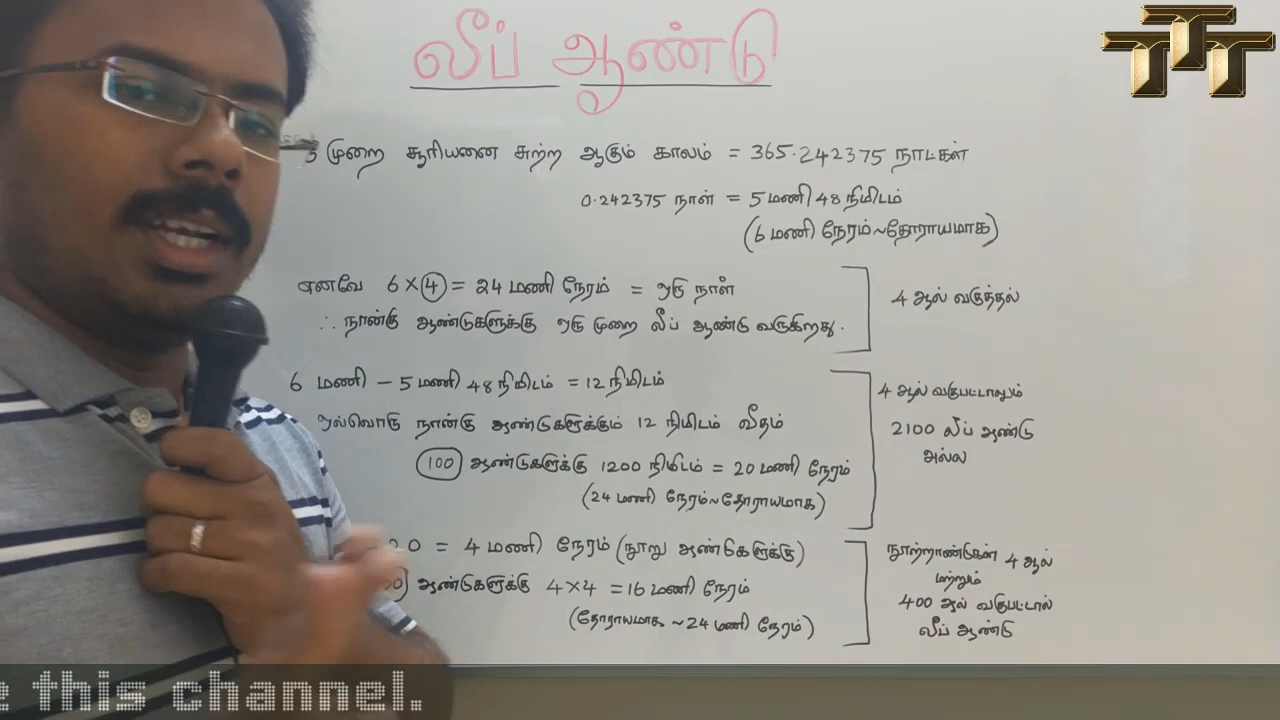 லீப் ஆண்டு
TTT
முறை சூரியனை சுற்ற ஆகும் காலம் = 365.242375 நாட்கள்
0.242375 நாள் = 5 மணி 48 நிமிடம்
(6 மணி நேரம்~தோராயமாக)
எனவே 6 × 4 = 24 மணி நேரம் = ஒரு நாள்
∴ நான்கு ஆண்டுகளுக்கு ஒரு முறை லீப் ஆண்டு வருகிறது.
4 ஆல் வகுத்தல்
6 மணி – 5 மணி 48 நிமிடம் = 12 நிமிடம்
ஒவ்வொரு நான்கு ஆண்டுகளுக்கும் 12 நிமிடம் வீதம்
100 ஆண்டுகளுக்கு 1200 நிமிடம் = 20 மணி நேரம்
(24 மணி நேரம்~தோராயமாக)
4 ஆல் வகுபட்டாலும்
2100 லீப் ஆண்டு
அல்ல
20 = 4 மணி நேரம் (நூறு ஆண்டுகளுக்கு)
ஆண்டுகளுக்கு 4 × 4 = 16 மணி நேரம்
(தோராயமாக ~ 24 மணி நேரம்)
நூற்றாண்டுகள் 4 ஆல்
மற்றும்
400 ஆல் வகுபட்டால்
லீப் ஆண்டு
e this channel.